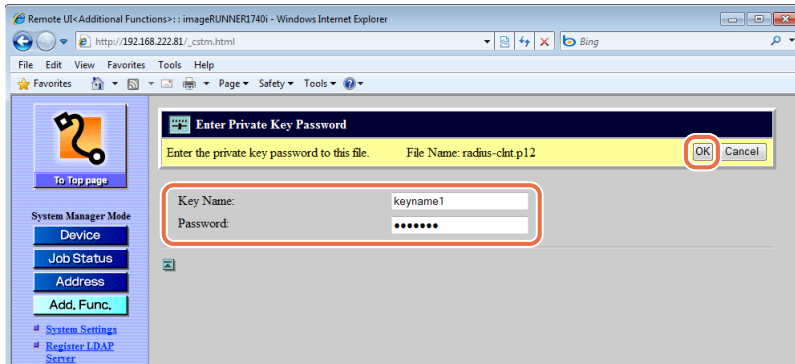 Remote UI<Additional Functions>: : imageRUNNER1740i - Windows Internet Explorer
http://192.168.222.81/_cstm.html
Bing
File Edit View Favorites Tools Help
Favorites Page Safety Tools
Enter Private Key Password
Enter the private key password to this file. File Name: radius-clnt.p12 OK Cancel
To Top page
Key Name: keyname1
Password: •••••••
System Manager Mode
Device
Job Status
Address
Add. Func.
System Settings
Register LDAP
Server